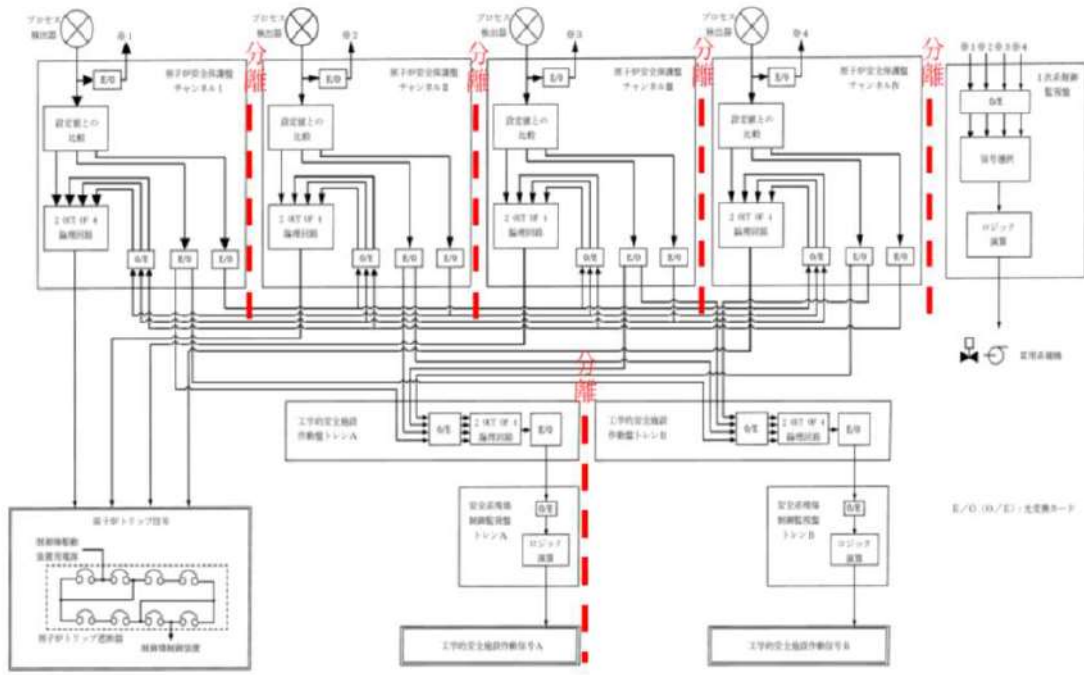 プロセス
検出器
※1
プロセス
検出器
※2
プロセス
検出器
※3
プロセス
検出器
※4
※1 ※2 ※3 ※4
分離
分離
分離
分離
原子炉安全保護盤
チャンネルⅠ
原子炉安全保護盤
チャンネルⅡ
原子炉安全保護盤
チャンネルⅢ
原子炉安全保護盤
チャンネルⅣ
1次系制御
監視盤
E/O
E/O
E/O
E/O
O/E
設定値との
比較
設定値との
比較
設定値との
比較
設定値との
比較
信号選択
2 OUT OF 4
論理回路
2 OUT OF 4
論理回路
2 OUT OF 4
論理回路
2 OUT OF 4
論理回路
ロジック
演算
O/E
E/O
E/O
O/E
E/O
E/O
O/E
E/O
E/O
O/E
E/O
E/O
常用系補機
分離
工学的安全施設
作動盤トレンA
O/E
2 OUT OF 4
論理回路
E/O
工学的安全施設
作動盤トレンB
O/E
2 OUT OF 4
論理回路
E/O
安全系現場
制御監視盤
トレンA
O/E
ロジック
演算
安全系現場
制御監視盤
トレンB
O/E
ロジック
演算
E/O (O/E):光変換カード
原子炉トリップ信号
制御棒駆動
装置用電源
原子炉トリップ遮断器
制御棒制御装置
工学的安全施設作動信号A
工学的安全施設作動信号B